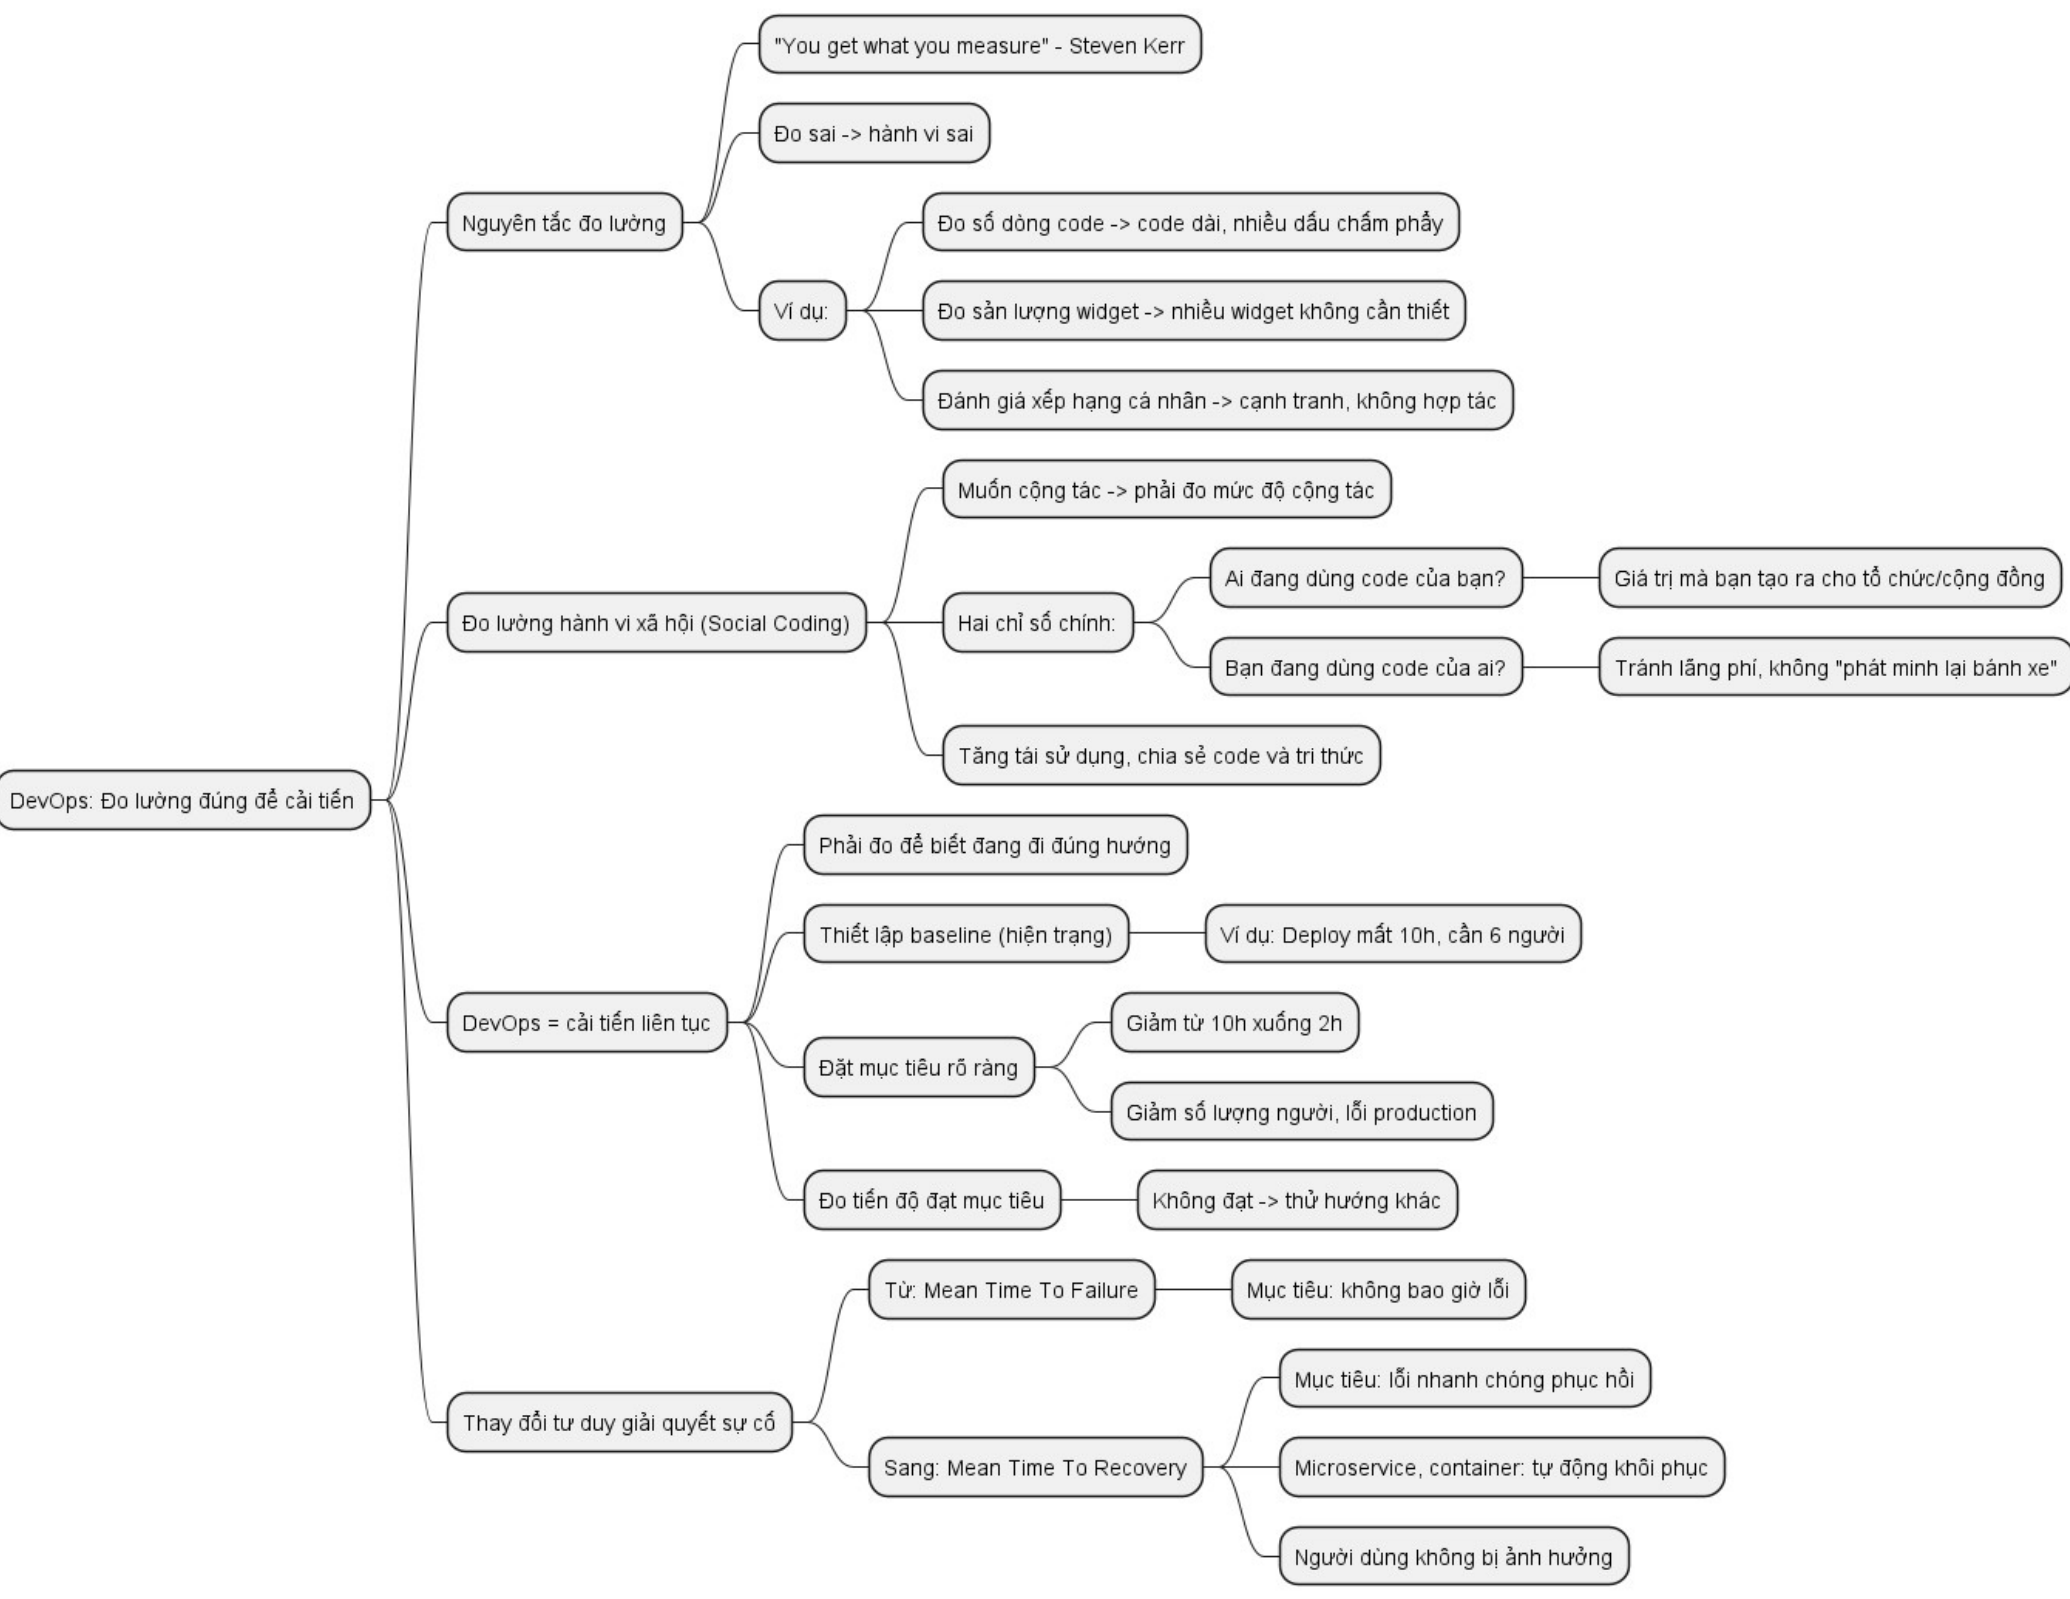 DevOps: Đo lường đúng để cải tiến
Nguyên tắc đo lường
"You get what you measure" - Steven Kerr
Đo sai -> hành vi sai
Ví dụ:
Đo số dòng code -> code dài, nhiều dấu chấm phẩy
Đo sản lượng widget -> nhiều widget không cần thiết
Đánh giá xếp hạng cá nhân -> cạnh tranh, không hợp tác
Đo lường hành vi xã hội (Social Coding)
Muốn cộng tác -> phải đo mức độ cộng tác
Hai chỉ số chính:
Ai đang dùng code của bạn?
Giá trị mà bạn tạo ra cho tổ chức/cộng đồng
Bạn đang dùng code của ai?
Tránh lãng phí, không "phát minh lại bánh xe"
Tăng tái sử dụng, chia sẻ code và tri thức
DevOps = cải tiến liên tục
Phải đo để biết đang đi đúng hướng
Thiết lập baseline (hiện trạng)
Ví dụ: Deploy mất 10h, cần 6 người
Đặt mục tiêu rõ ràng
Giảm từ 10h xuống 2h
Giảm số lượng người, lỗi production
Đo tiến độ đạt mục tiêu
Không đạt -> thử hướng khác
Thay đổi tư duy giải quyết sự cố
Từ: Mean Time To Failure
Mục tiêu: không bao giờ lỗi
Sang: Mean Time To Recovery
Mục tiêu: lỗi nhanh chóng phục hồi
Microservice, container: tự động khôi phục
Người dùng không bị ảnh hưởng